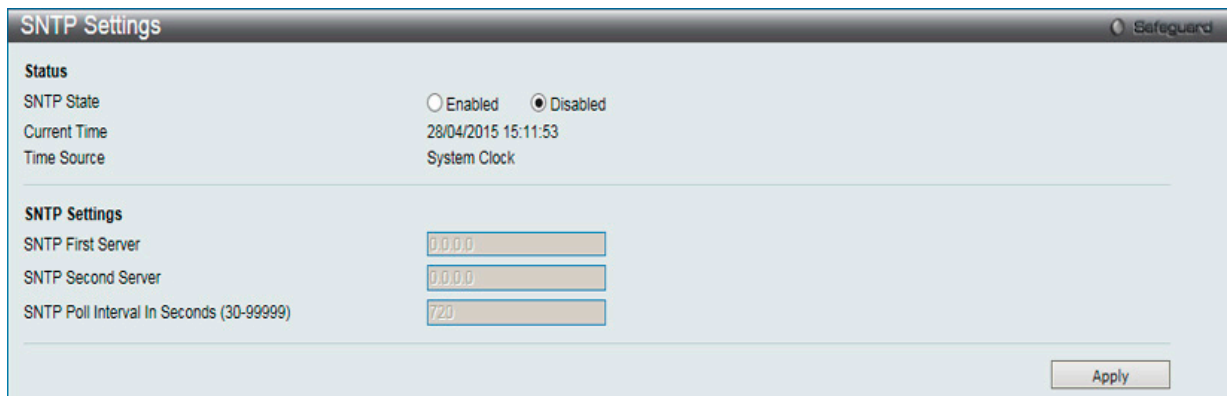 SNTP Settings
Safeguard
Status
SNTP State Enabled Disabled
Current Time 28/04/2015 15:11:53
Time Source System Clock
SNTP Settings
SNTP First Server 0.0.0.0
SNTP Second Server 0.0.0.0
SNTP Poll Interval In Seconds (30-99999) 720
Apply